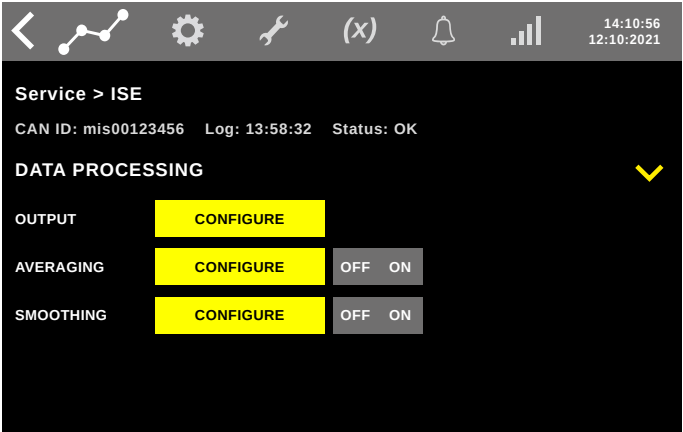 (x)
14:10:56
12:10:2021
Service > ISE
CAN ID: mis00123456 Log: 13:58:32 Status: OK
DATA PROCESSING
OUTPUT CONFIGURE
AVERAGING CONFIGURE OFF ON
SMOOTHING CONFIGURE OFF ON